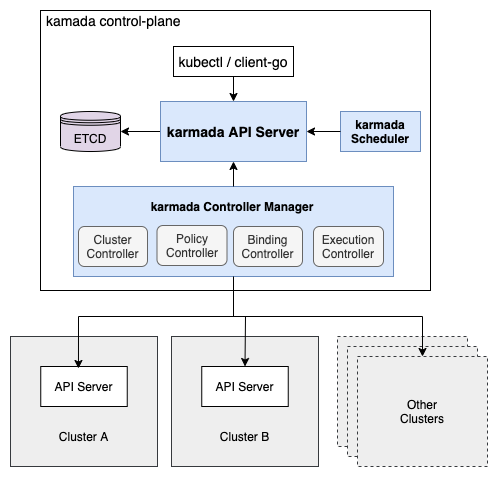 kamada control-plane
kubectl / client-go
karmada API Server
ETCD
karmada
Scheduler
karmada Controller Manager
Cluster
Controller
Policy
Controller
Binding
Controller
Execution
Controller
API Server
Cluster A
API Server
Cluster B
Other
Clusters